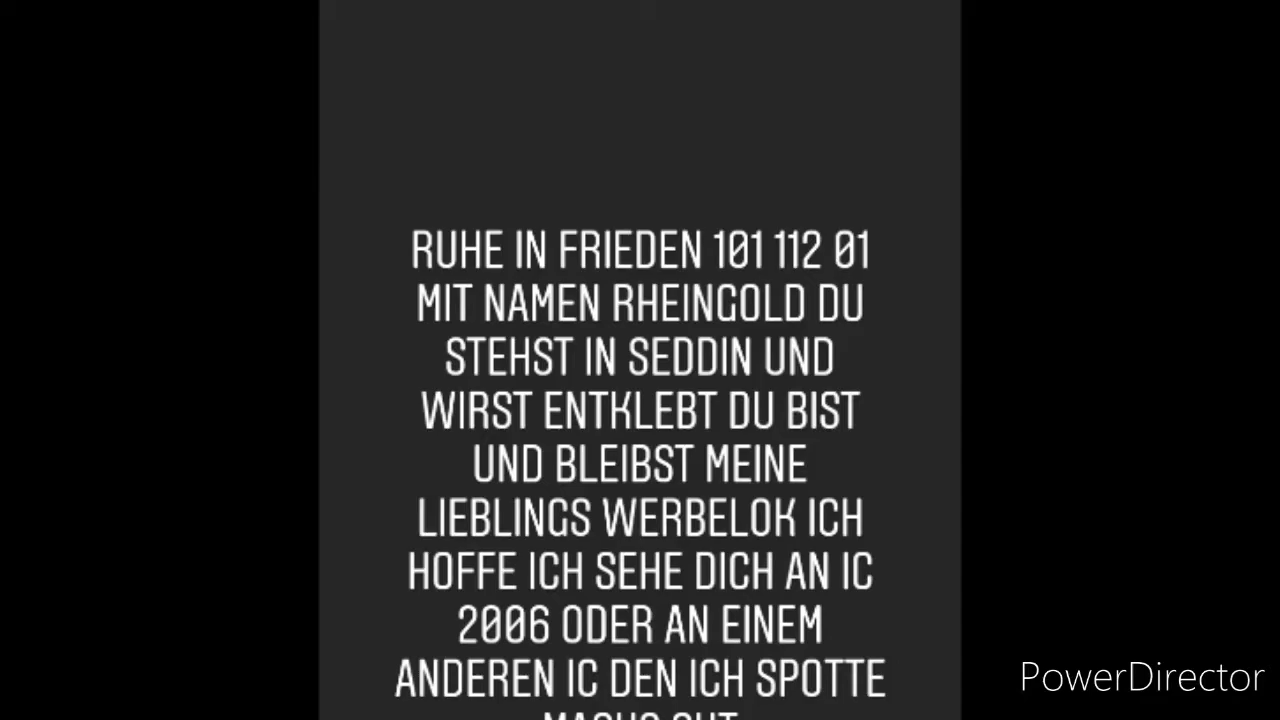 RUHE IN FRIEDEN 101 112 01
MIT NAMEN RHEINGOLD DU
STEHST IN SEDDIN UND
WIRST ENTKLEBT DU BIST
UND BLEIBST MEINE
LIEBLINGS WERBELOK ICH
HOFFE ICH SEHE DICH AN IC
2006 ODER AN EINEM
ANDEREN IC DEN ICH SPOTTE
PowerDirector